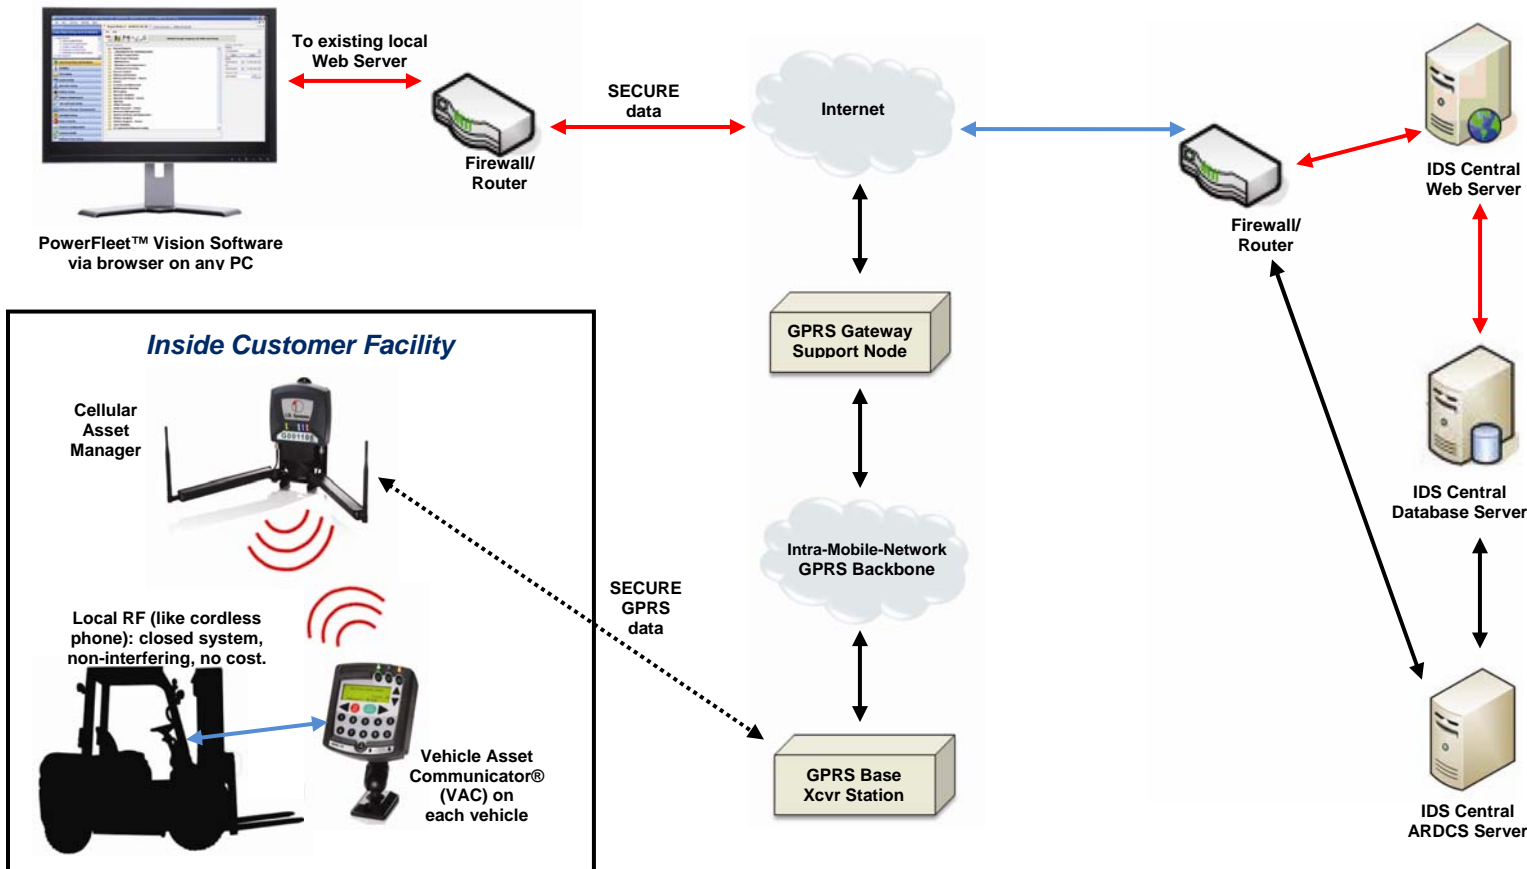 To existing local
Web Server
Firewall/
Router
PowerFleet™ Vision Software
via browser on any PC
SECURE
data
Internet
Firewall/
Router
IDS Central
Web Server
GPRS Gateway
Support Node
IDS Central
Database Server
Intra-Mobile-Network
GPRS Backbone
SECURE
GPRS
data
GPRS Base
Xcvr Station
IDS Central
ARDCS Server
Inside Customer Facility
Cellular
Asset
Manager
Local RF (like cordless
phone): closed system,
non-interfering, no cost.
Vehicle Asset
Communicator®
(VAC) on
each vehicle